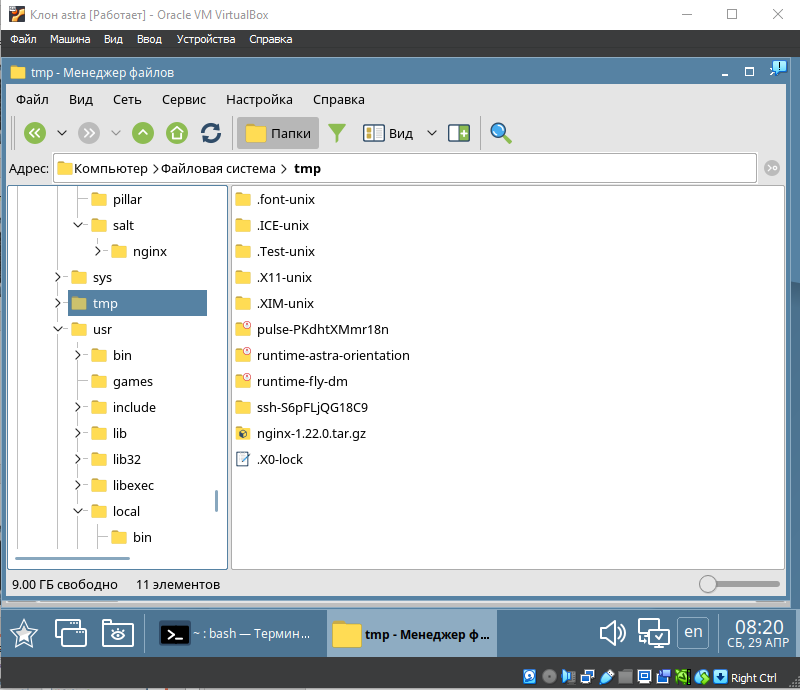 Клон astra [Работает] - Oracle VM VirtualBox
Файл Машина Вид Ввод Устройства Справка
tmp - Менеджер файлов
Файл Вид Сеть Сервис Настройка Справка
Папки Вид
Адрес: Компьютер Файловая система tmp
pillar
salt
nginx
sys
tmp
usr
bin
games
include
lib
lib32
libexec
local
bin
.font-unix
.ICE-unix
.Test-unix
.X11-unix
.XIM-unix
pulse-PKdhtXMmr18n
runtime-astra-orientation
runtime-fly-dm
ssh-S6pFLjQG18C9
nginx-1.22.0.tar.gz
.X0-lock
9.00 ГБ свободно 11 элементов
~ : bash — Термин...
tmp - Менеджер ф...
en
08:20
СБ, 29 АПР
Right Ctrl